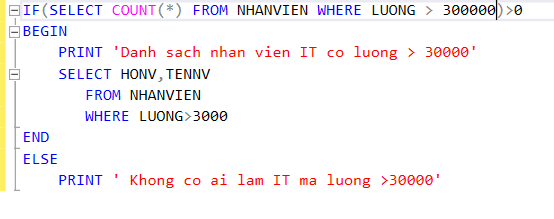 IF(SELECT COUNT(*) FROM NHANVIEN WHERE LUONG > 300000)>0
BEGIN
PRINT 'Danh sach nhan vien IT co luong > 30000'
SELECT HONV,TENNV
FROM NHANVIEN
WHERE LUONG>3000
END
ELSE
PRINT ' Khong co ai lam IT ma luong >30000'